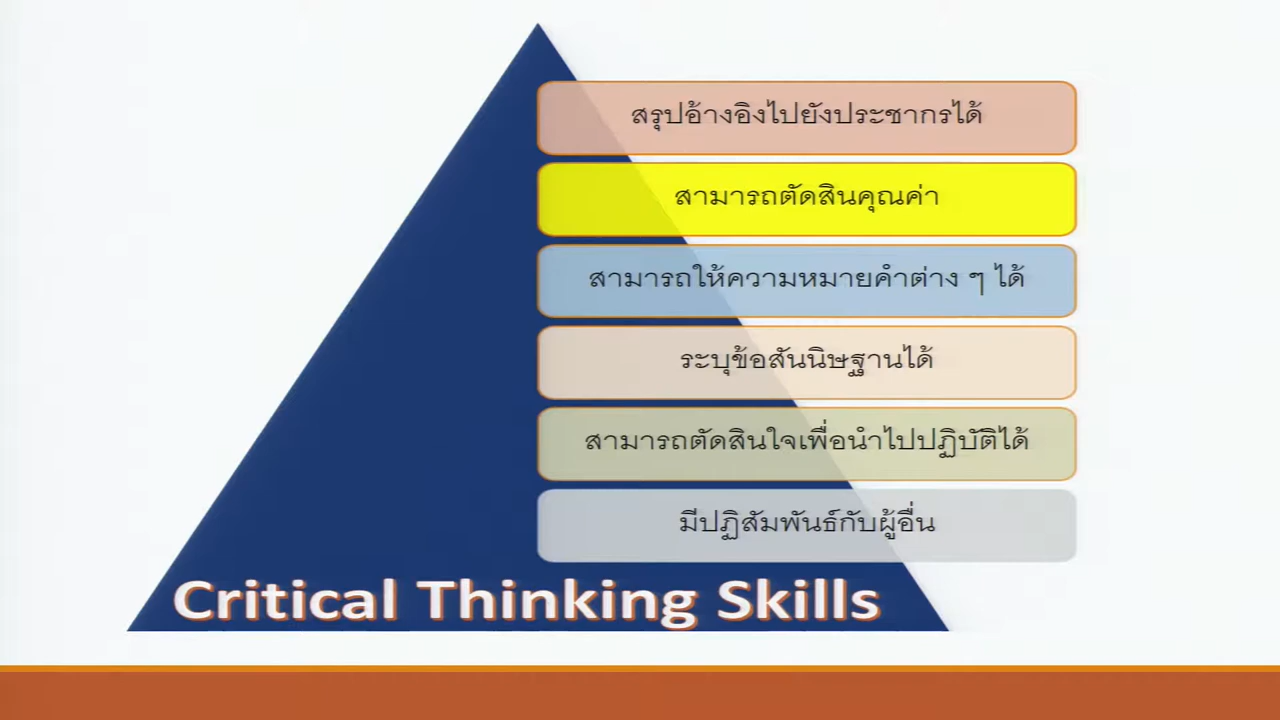 สรุปอ้างอิงไปยังประชากรได้
สามารถตัดสินคุณค่า
สามารถให้ความหมายคำต่าง ๆ ได้
ระบุข้อสันนิษฐานได้
สามารถตัดสินใจเพื่อนำไปปฏิบัติได้
มีปฏิสัมพันธ์กับผู้อื่น
Critical Thinking Skills